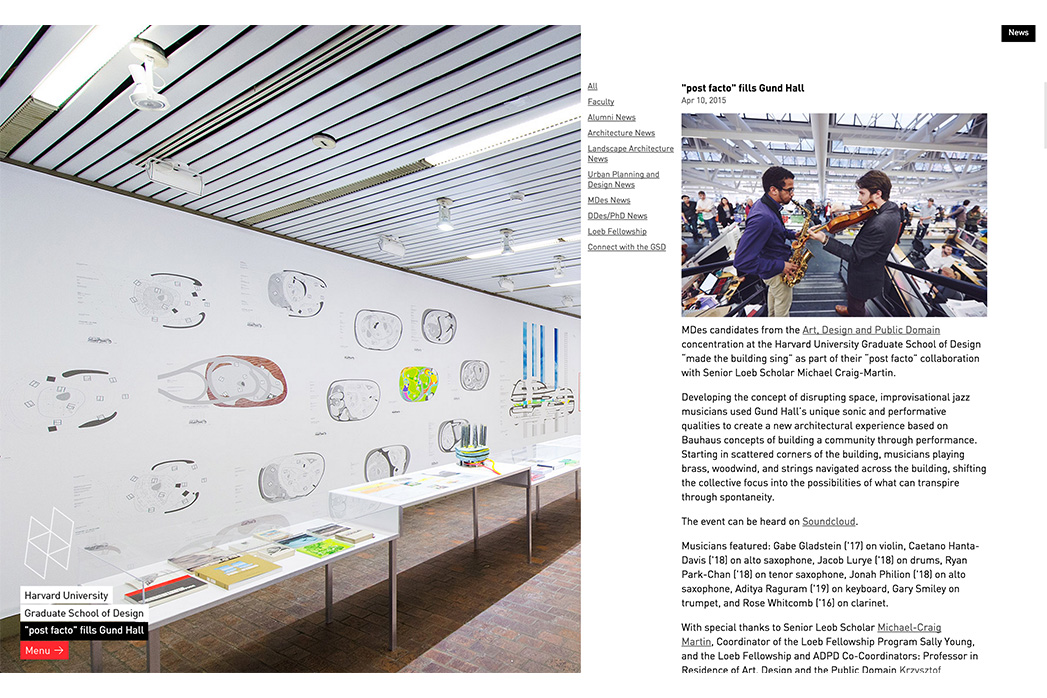 News
All
Faculty
Alumni News
Architecture News
Landscape Architecture
News
Urban Planning and
Design News
MDes News
DDes/PhD News
Loeb Fellowship
Connect with the GSD
"post facto" fills Gund Hall
Apr 10, 2015
MDes candidates from the Art, Design and Public Domain
concentration at the Harvard University Graduate School of Design
"made the building sing" as part of their "post facto" collaboration
with Senior Loeb Scholar Michael Craig-Martin.
Developing the concept of disrupting space, improvisational jazz
musicians used Gund Hall's unique sonic and performative
qualities to create a new architectural experience based on
Bauhaus concepts of building a community through performance.
Starting in scattered corners of the building, musicians playing
brass, woodwind, and strings navigated across the building, shifting
the collective focus into the possibilities of what can transpire
through spontaneity.
The event can be heard on Soundcloud.
Musicians featured: Gabe Gladstein ('17) on violin, Caetano Hanta-
Davis ('18) on alto saxophone, Jacob Lurye ('18) on drums, Ryan
Park-Chan ('18) on tenor saxophone, Jonah Philion ('18) on alto
saxophone, Aditya Raguram ('19) on keyboard, Gary Smiley on
trumpet, and Rose Whitcomb ('16) on clarinet.
With special thanks to Senior Leob Scholar Michael-Craig
Martin, Coordinator of the Loeb Fellowship Program Sally Young,
and the Loeb Fellowship and ADPD Co-Coordinators: Professor in
Residence of Art, Design and the Public Domain Krzysztof
Harvard University
Graduate School of Design
"post facto" fills Gund Hall
Menu →